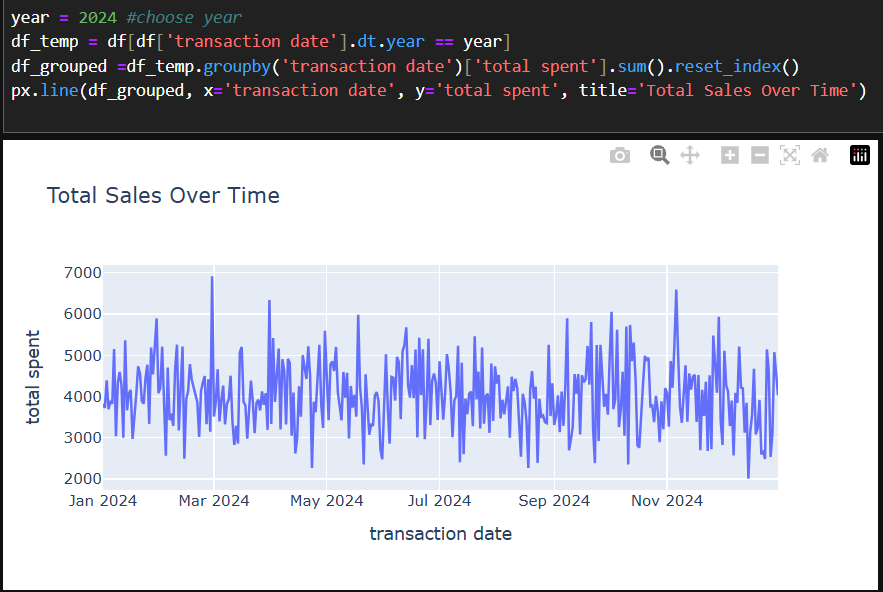 year = 2024 #choose year
df_temp = df[df['transaction date'].dt.year == year]
df_grouped =df_temp.groupby('transaction date')['total spent'].sum().reset_index()
px.line(df_grouped, x='transaction date', y='total spent', title='Total Sales Over Time')
Total Sales Over Time
7000
6000
5000
4000
3000
2000
total spent
Jan 2024 Mar 2024 May 2024 Jul 2024 Sep 2024 Nov 2024
transaction date